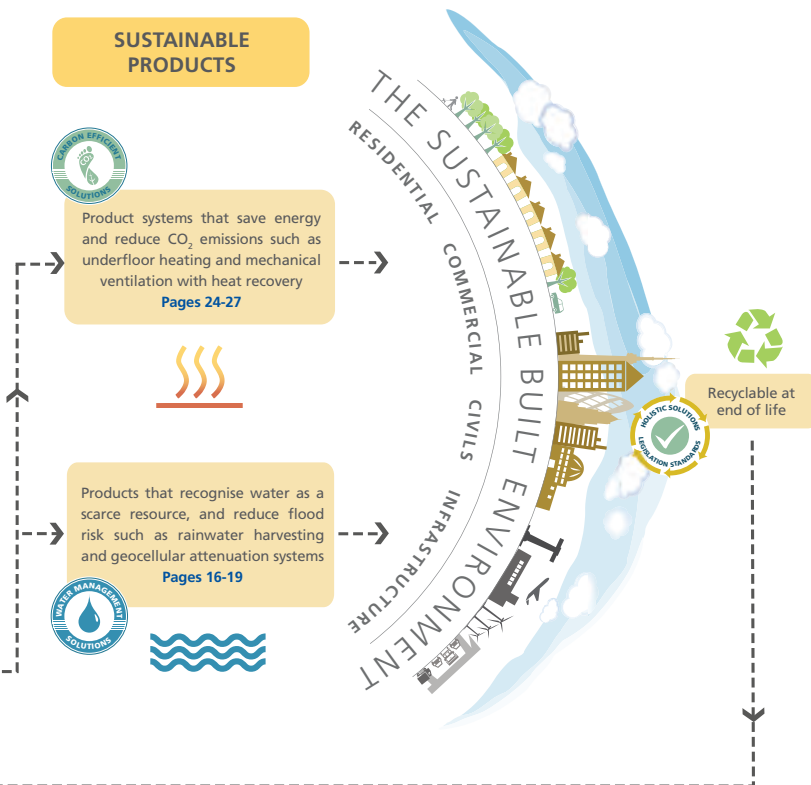 SUSTAINABLE
PRODUCTS
CARBON EFFICIENT
CO2
SOLUTIONS
Product systems that save energy
and reduce CO₂ emissions such as
underfloor heating and mechanical
ventilation with heat recovery
Pages 24-27
Products that recognise water as a
scarce resource, and reduce flood
risk such as rainwater harvesting
and geocellular attenuation systems
Pages 16-19
WATER MANAGEMENT
SOLUTIONS
THE SUSTAINABLE BUILT ENVIRONMENT
RESIDENTIAL COMMERCIAL CIVILS INFRASTRUCTURE
Recyclable at
end of life
HOLISTIC SOLUTIONS
LEGISLATION STANDARDS